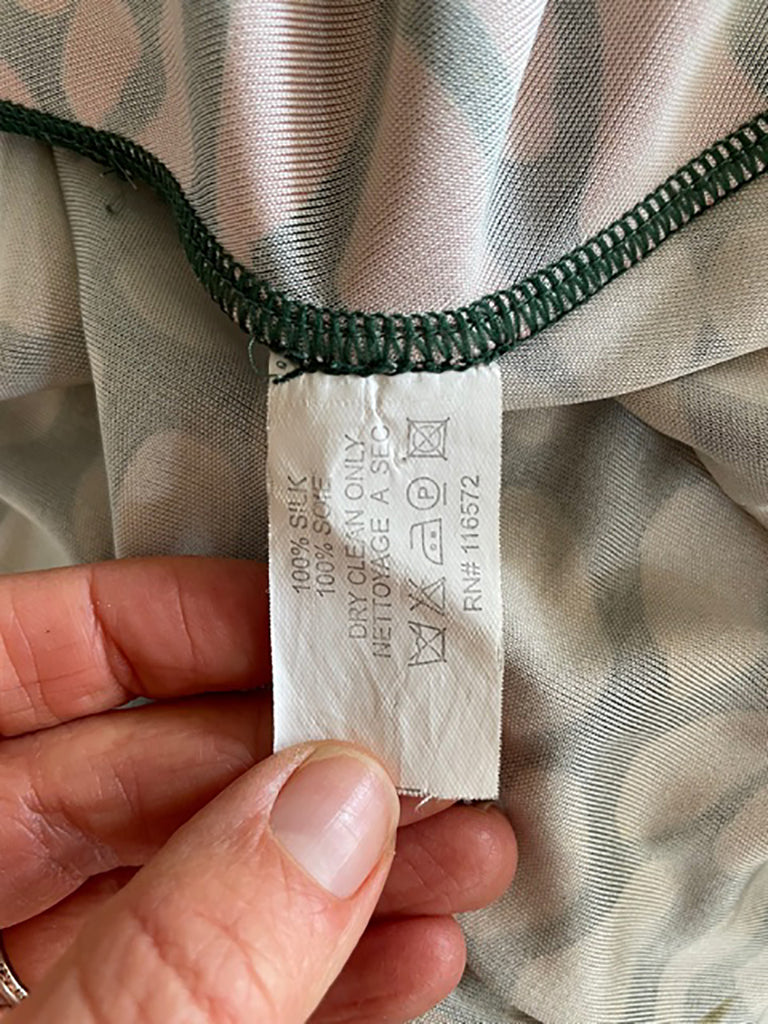 100% SILK
100% SOIE
DRY CLEAN ONLY
NETTOYAGE A SEC
RN# 116572